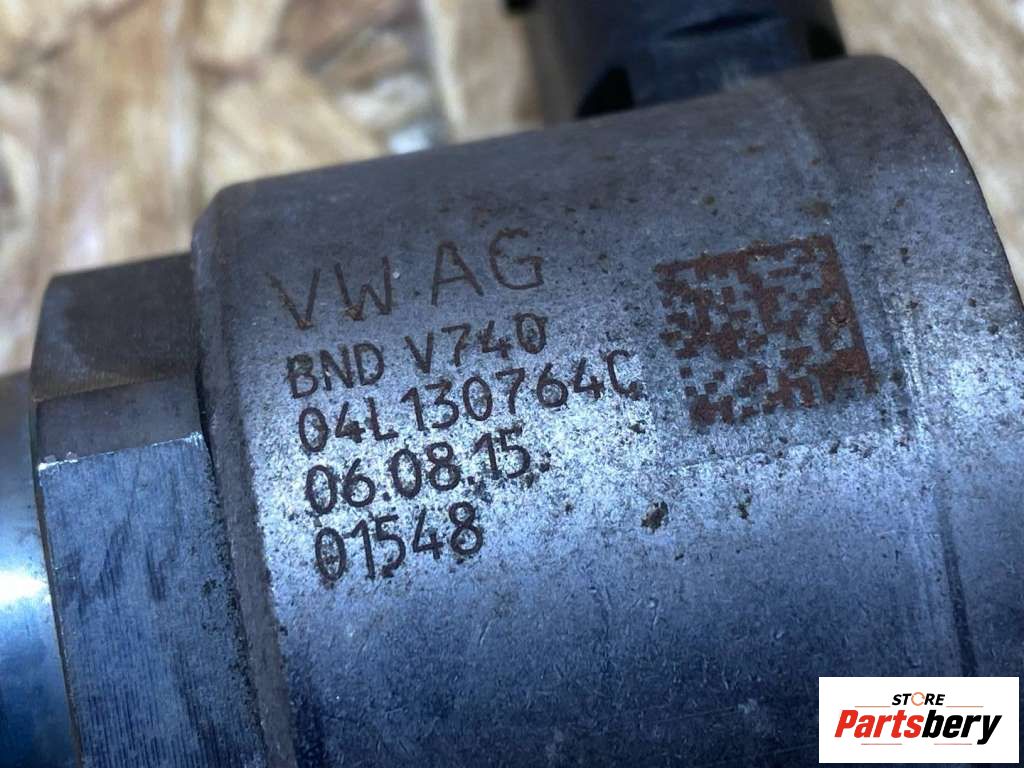 VW.AG
BND V740
04L130764C
06.08.15.
01548
STORE
Partsbery